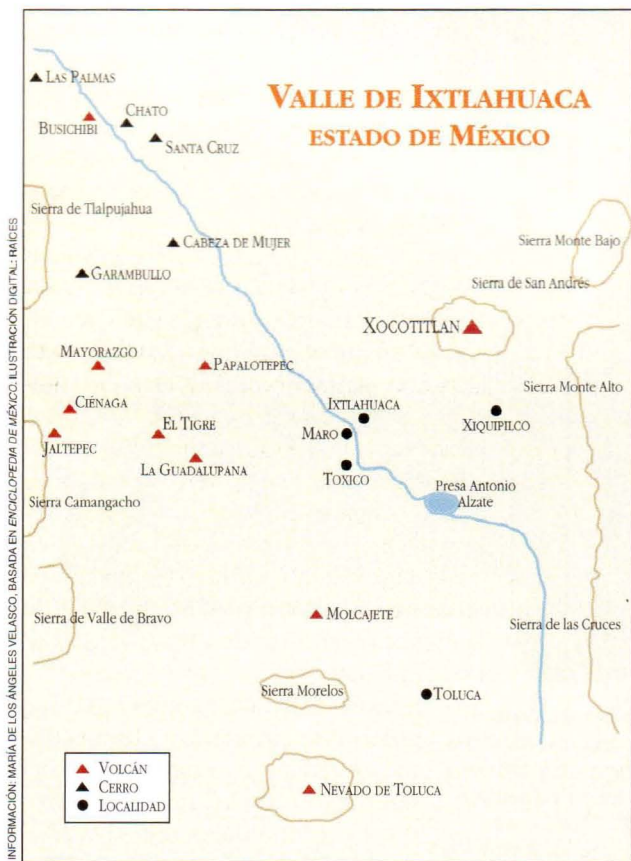 VALLE DE IXTLAHUACA
ESTADO DE MÉXICO
LAS PALMAS
BUSICHIBI
CHATO
SANTA CRUZ
Sierra de Tlalpujahua
CABEZA DE MUJER
GARAMBULLO
Sierra Monte Bajo
Sierra de San Andrés
XOCOTITLAN
MAYORAZGO
PAPALOTEPEC
Sierra Monte Alto
CIÉNAGA
IXTLAHUACA
XIQUIPILCO
JALTEPEC
EL TIGRE
MARO
LA GUADALUPANA
TOXICO
Presa Antonio
Alzate
Sierra Camangacho
Sierra de Valle de Bravo
MOLCAJETE
Sierra de las Cruces
Sierra Morelos
TOLUCA
NEVADO DE TOLUCA
VOLCÁN
CERRO
LOCALIDAD
INFORMACIÓN: MARÍA DE LOS ÁNGELES VELASCO, BASADA EN ENCICLOPEDIA DE MÉXICO. ILUSTRACIÓN DIGITAL: RAÍCES